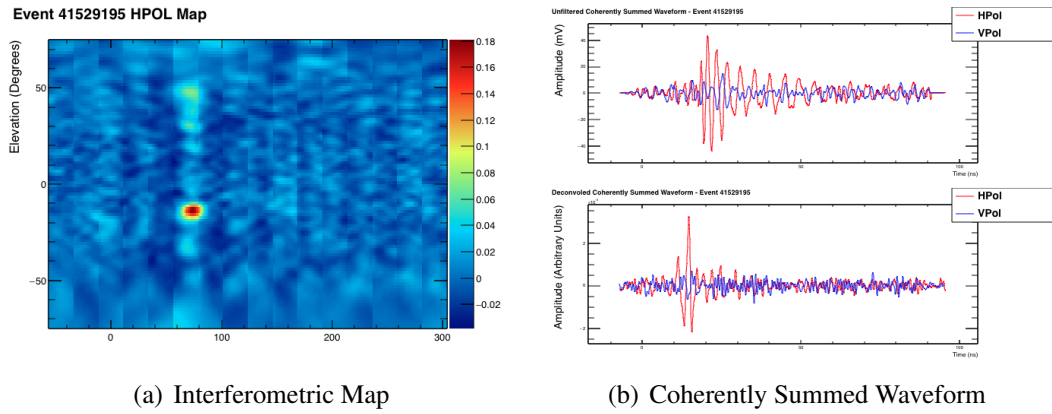 Event 41529195 HPOL Map
Elevation (Degrees)
50
0
−50
0
100
200
300
0.18
0.16
0.14
0.12
0.1
0.08
0.06
0.04
0.02
0
−0.02
(a) Interferometric Map
Unfiltered Coherently Summed Waveform - Event 41529195
HPol
VPol
Amplitude (mV)
40
20
0
−20
−40
0
50
100
Time (ns)
Deconvolved Coherently Summed Waveform - Event 41529195
HPol
VPol
Amplitude (Arbitrary Units)
2
0
−2
0
50
100
Time (ns)
(b) Coherently Summed Waveform